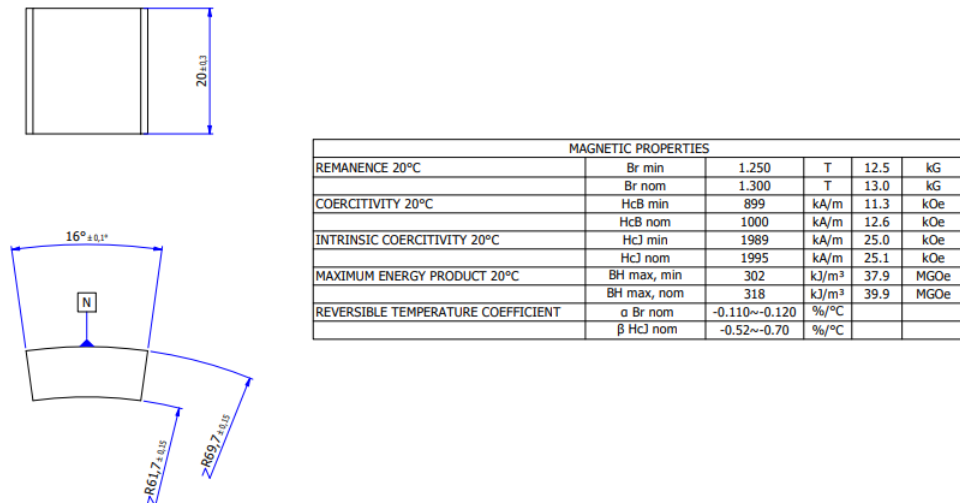 20±0,3
16° ±0,1°
N
R61,7 ±0,15
R69,7 ±0,15
MAGNETIC PROPERTIES
REMANENCE 20°C Br min 1.250 T 12.5 kG
Br nom 1.300 T 13.0 kG
COERCITIVITY 20°C HcB min 899 kA/m 11.3 kOe
HcB nom 1000 kA/m 12.6 kOe
INTRINSIC COERCITIVITY 20°C HcJ min 1989 kA/m 25.0 kOe
HcJ nom 1995 kA/m 25.1 kOe
MAXIMUM ENERGY PRODUCT 20°C BH max, min 302 kJ/m³ 37.9 MGOe
BH max, nom 318 kJ/m³ 39.9 MGOe
REVERSIBLE TEMPERATURE COEFFICIENT α Br nom -0.110~-0.120 %/°C
β HcJ nom -0.52~-0.70 %/°C